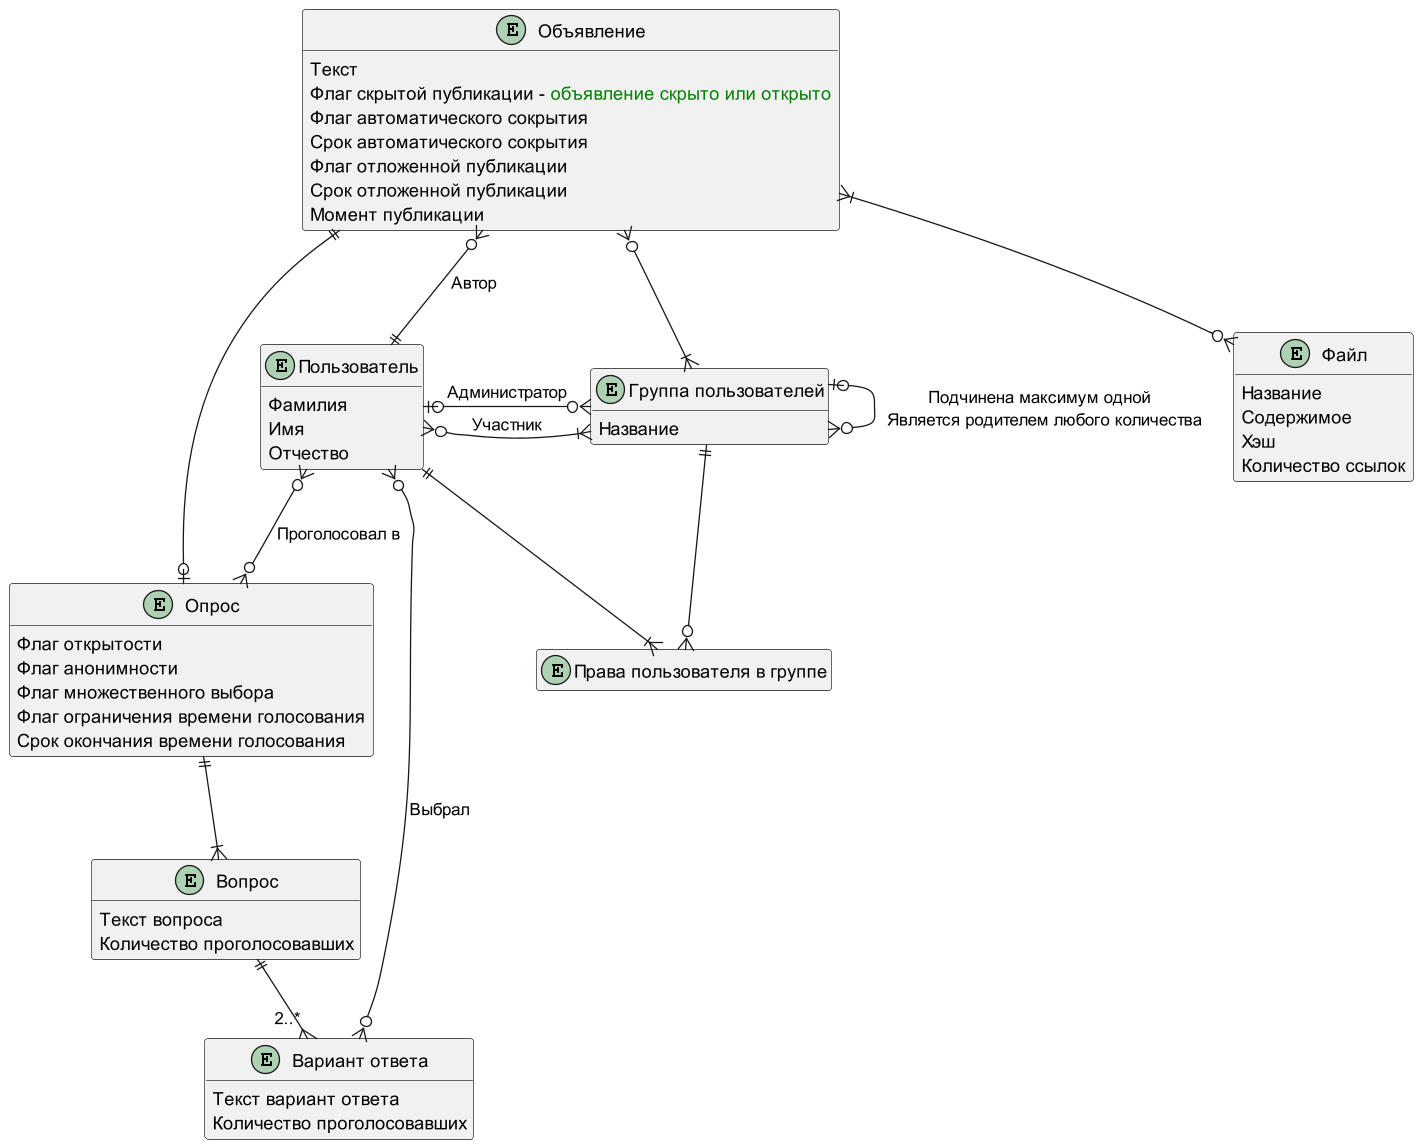 E Объявление
Текст
Флаг скрытой публикации - объявление скрыто или открыто
Флаг автоматического сокрытия
Срок автоматического сокрытия
Флаг отложенной публикации
Срок отложенной публикации
Момент публикации
Автор
E Пользователь
Фамилия
Имя
Отчество
Администратор
Участник
E Группа пользователей
Название
Подчинена максимум одной
Является родителем любого количества
E Файл
Название
Содержимое
Хэш
Количество ссылок
Проголосовал в
E Опрос
Флаг открытости
Флаг анонимности
Флаг множественного выбора
Флаг ограничения времени голосования
Срок окончания времени голосования
E Права пользователя в группе
Выбрал
E Вопрос
Текст вопроса
Количество проголосовавших
2..*
E Вариант ответа
Текст вариант ответа
Количество проголосовавших